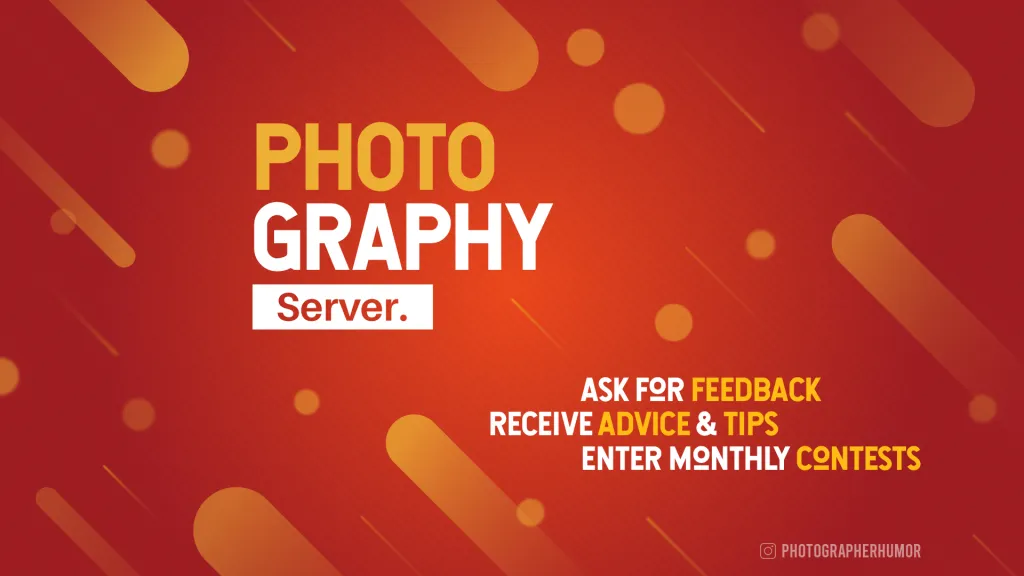 PHOTO
GRAPHY
Server.
ASK FOR FEEDBACK
RECEIVE ADVICE & TIPS
ENTER MONTHLY CONTESTS
PHOTOGRAPHERHUMOR